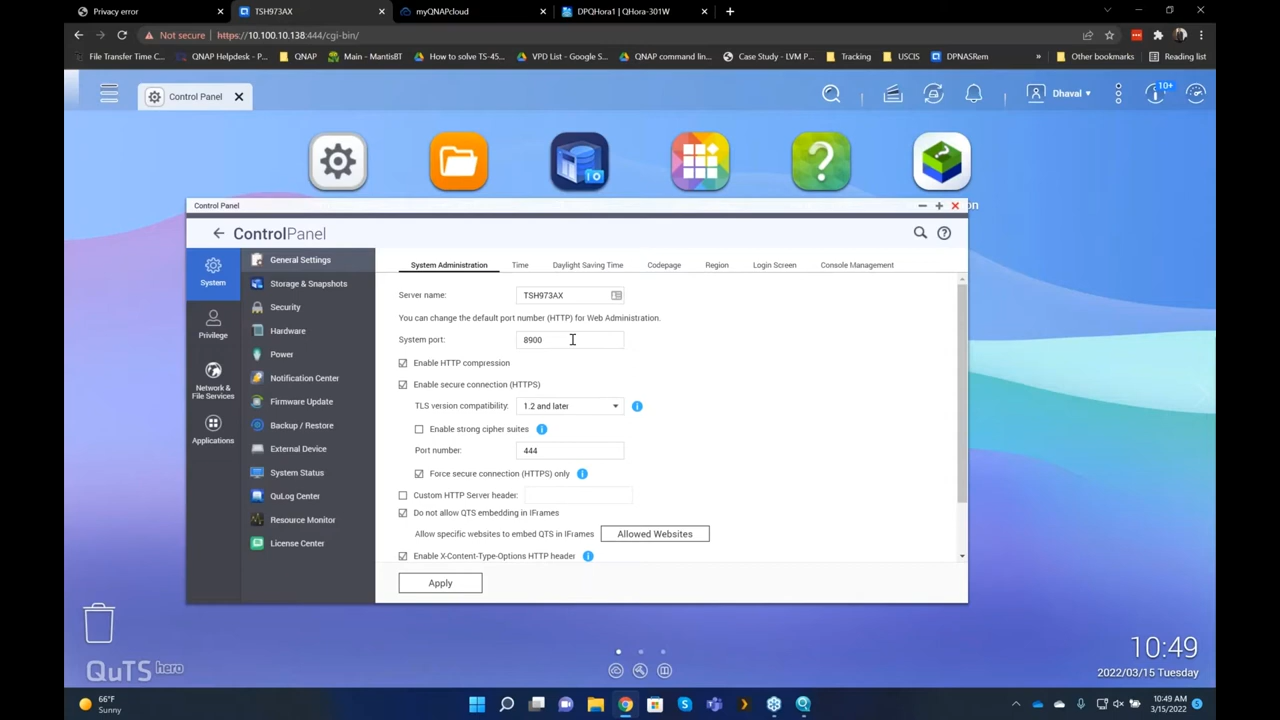 Privacy error
TSH973AX
myQNAPcloud
DPQHora1 | QHora-301W
Not secure
https://10.100.10.138:444/cgi-bin/
File Transfer Time C...
QNAP Helpdesk - P...
QNAP
Main - MantisBT
How to solve TS-45...
VPD List - Google S...
QNAP command lin...
Case Study - LVM P...
Tracking
USCIS
DPNASRem
»
Other bookmarks
Reading list
Control Panel
Dhaval
10+
Control Panel
ControlPanel
System
Privilege
Network &
File Services
Applications
General Settings
Storage & Snapshots
Security
Hardware
Power
Notification Center
Firmware Update
Backup / Restore
External Device
System Status
QuLog Center
Resource Monitor
License Center
System Administration
Time
Daylight Saving Time
Codepage
Region
Login Screen
Console Management
Server name:
TSH973AX
You can change the default port number (HTTP) for Web Administration.
System port:
8900
Enable HTTP compression
Enable secure connection (HTTPS)
TLS version compatibility:
1.2 and later
Enable strong cipher suites
Port number:
444
Force secure connection (HTTPS) only
Custom HTTP Server header:
Do not allow QTS embedding in IFrames
Allow specific websites to embed QTS in IFrames
Allowed Websites
Enable X-Content-Type-Options HTTP header
Apply
on
QuTS hero
10:49
2022/03/15 Tuesday
66°F
Sunny
10:49 AM
3/15/2022